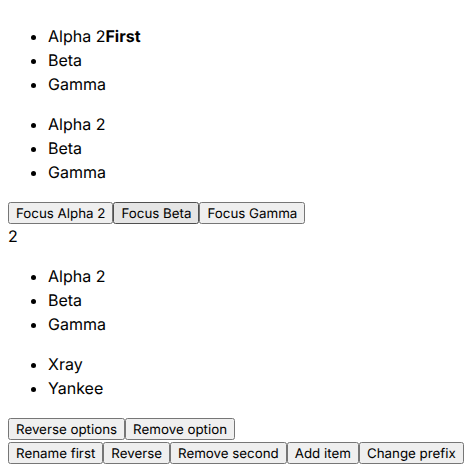 Alpha 2First
Beta
Gamma
Alpha 2
Beta
Gamma
Focus Alpha 2 Focus Beta Focus Gamma
2
Alpha 2
Beta
Gamma
Xray
Yankee
Reverse options Remove option
Rename first Reverse Remove second Add item Change prefix